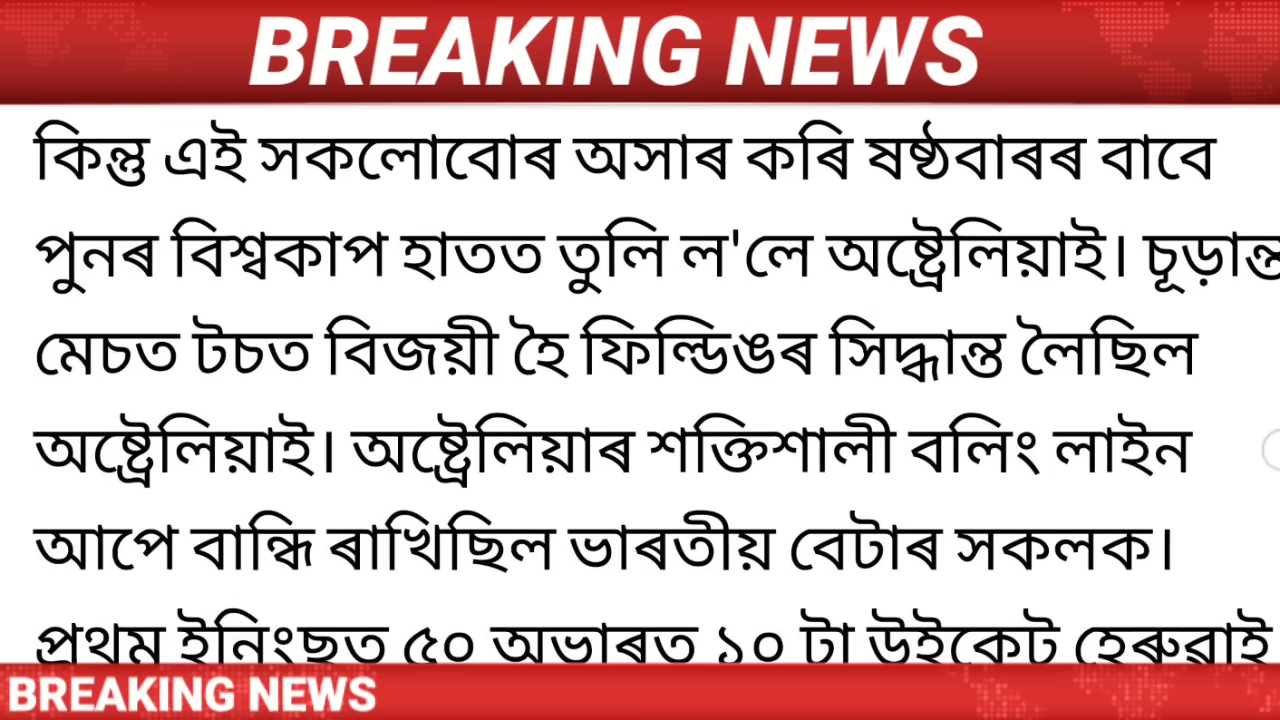 BREAKING NEWS
কিন্তু এই সকলোবোৰ অসাৰ কৰি ষষ্ঠবাৰৰ বাবে
পুনৰ বিশ্বকাপ হাতত তুলি ল'লে অষ্ট্ৰেলিয়াই। চূড়ান্ত
মেচত টচত বিজয়ী হৈ ফিল্ডিঙৰ সিদ্ধান্ত লৈছিল
অষ্ট্ৰেলিয়াই। অষ্ট্ৰেলিয়াৰ শক্তিশালী বলিং লাইন
আপে বান্ধি ৰাখিছিল ভাৰতীয় বেটাৰ সকলক।
প্ৰথম ইনিংছত ৫০ অভাৰত ১০ টা উইকেট হেৰুৱাই
BREAKING NEWS